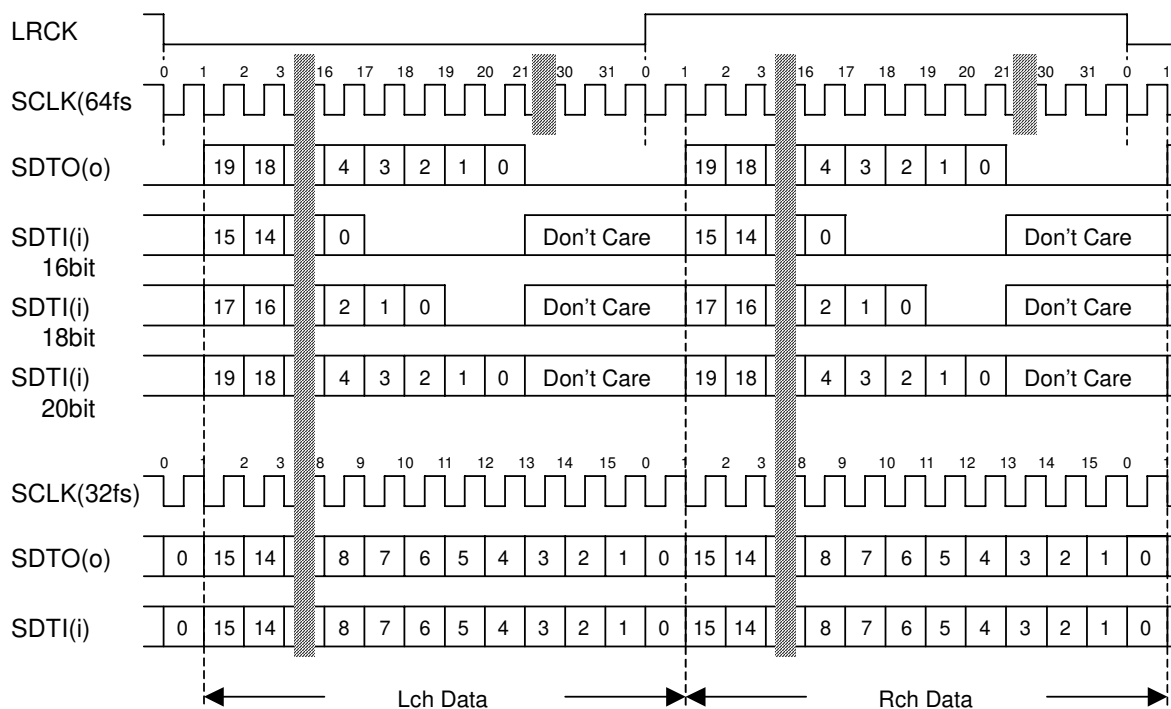 LRCK
0 1 2 3 16 17 18 19 20 21 30 31 0 1 2 3 16 17 18 19 20 21 30 31 0 1
SCLK(64fs
SDTO(o) 19 18 4 3 2 1 0 19 18 4 3 2 1 0
SDTI(i) 15 14 0 Don't Care 15 14 0 Don't Care
16bit
SDTI(i) 17 16 2 1 0 Don't Care 17 16 2 1 0 Don't Care
18bit
SDTI(i) 19 18 4 3 2 1 0 Don't Care 19 18 4 3 2 1 0 Don't Care
20bit
0 1 2 3 8 9 10 11 12 13 14 15 0 1 2 3 8 9 10 11 12 13 14 15 0 1
SCLK(32fs)
SDTO(o) 0 15 14 8 7 6 5 4 3 2 1 0 15 14 8 7 6 5 4 3 2 1 0
SDTI(i) 0 15 14 8 7 6 5 4 3 2 1 0 15 14 8 7 6 5 4 3 2 1 0
Lch Data Rch Data